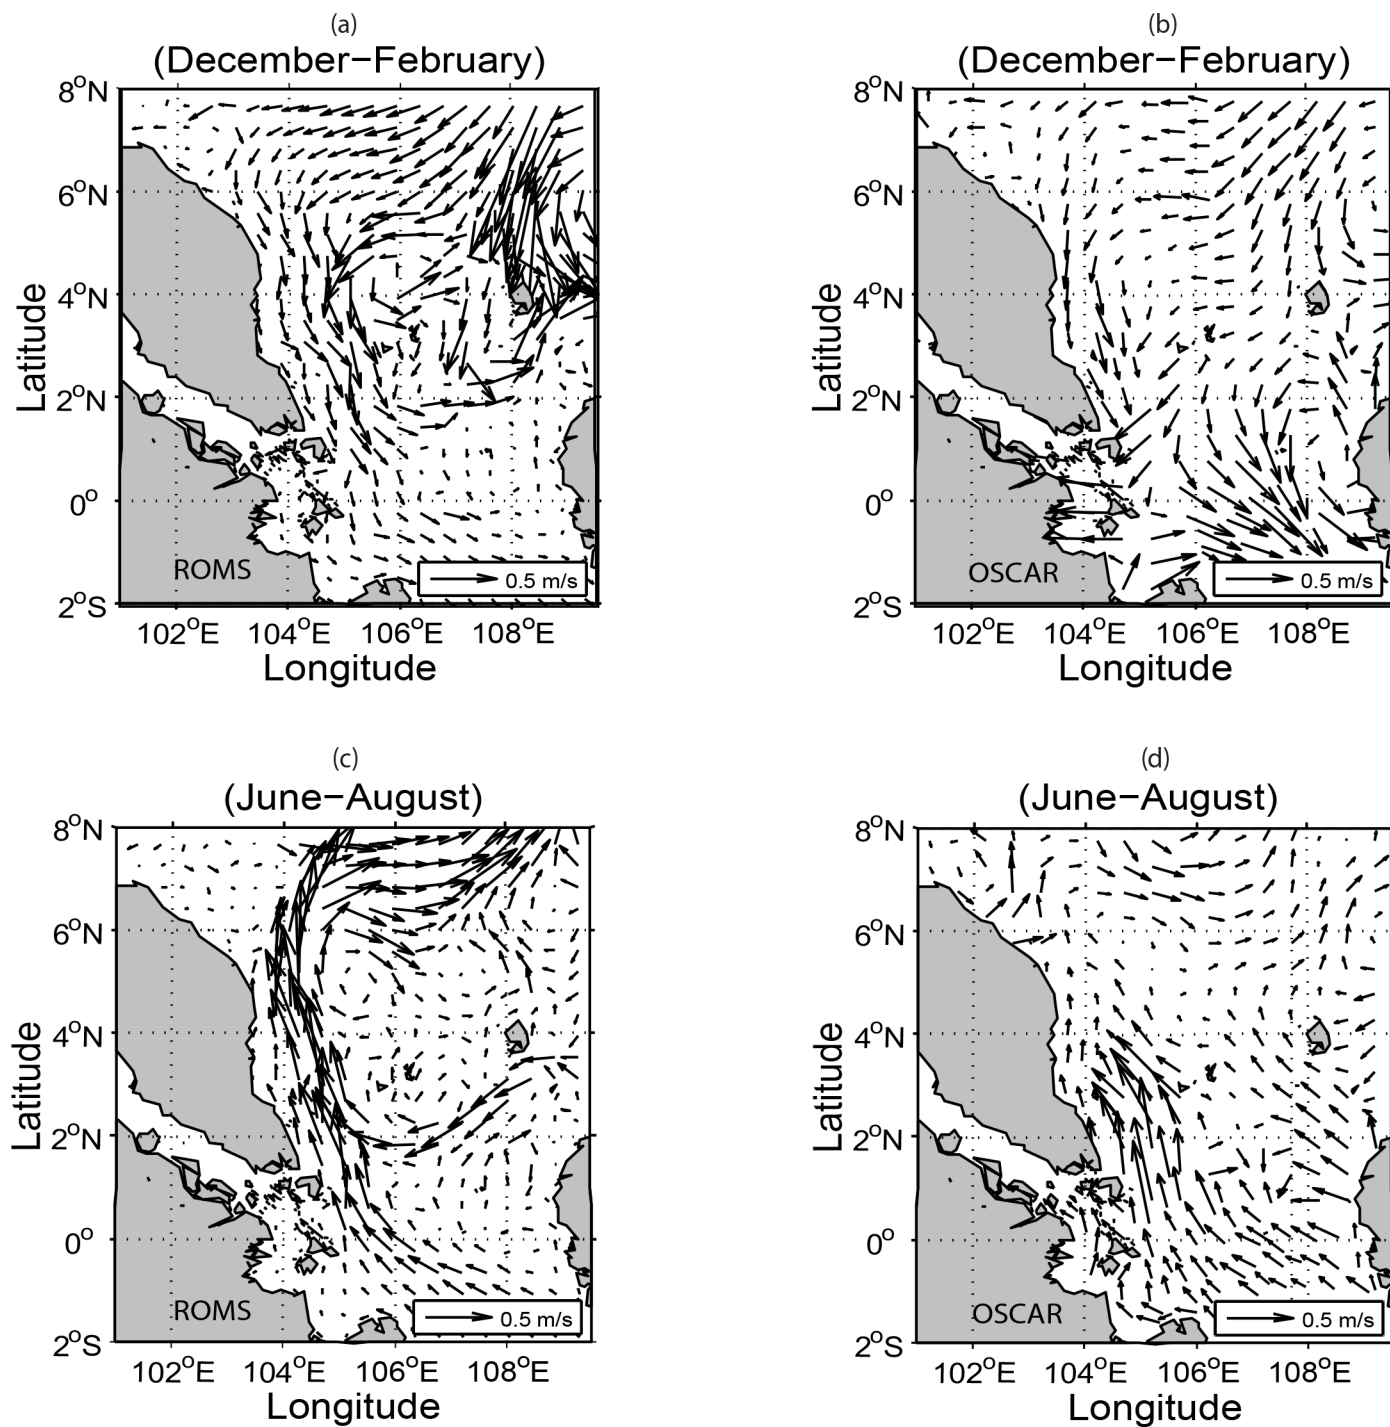 (a)
(December−February)
8°N
6°N
4°N
2°N
0°
2°S
Latitude
ROMS
0.5 m/s
102°E 104°E 106°E 108°E
Longitude
(b)
(December−February)
8°N
6°N
4°N
2°N
0°
2°S
Latitude
OSCAR
0.5 m/s
102°E 104°E 106°E 108°E
Longitude
(c)
(June−August)
8°N
6°N
4°N
2°N
0°
2°S
Latitude
ROMS
0.5 m/s
102°E 104°E 106°E 108°E
Longitude
(d)
(June−August)
8°N
6°N
4°N
2°N
0°
2°S
Latitude
OSCAR
0.5 m/s
102°E 104°E 106°E 108°E
Longitude